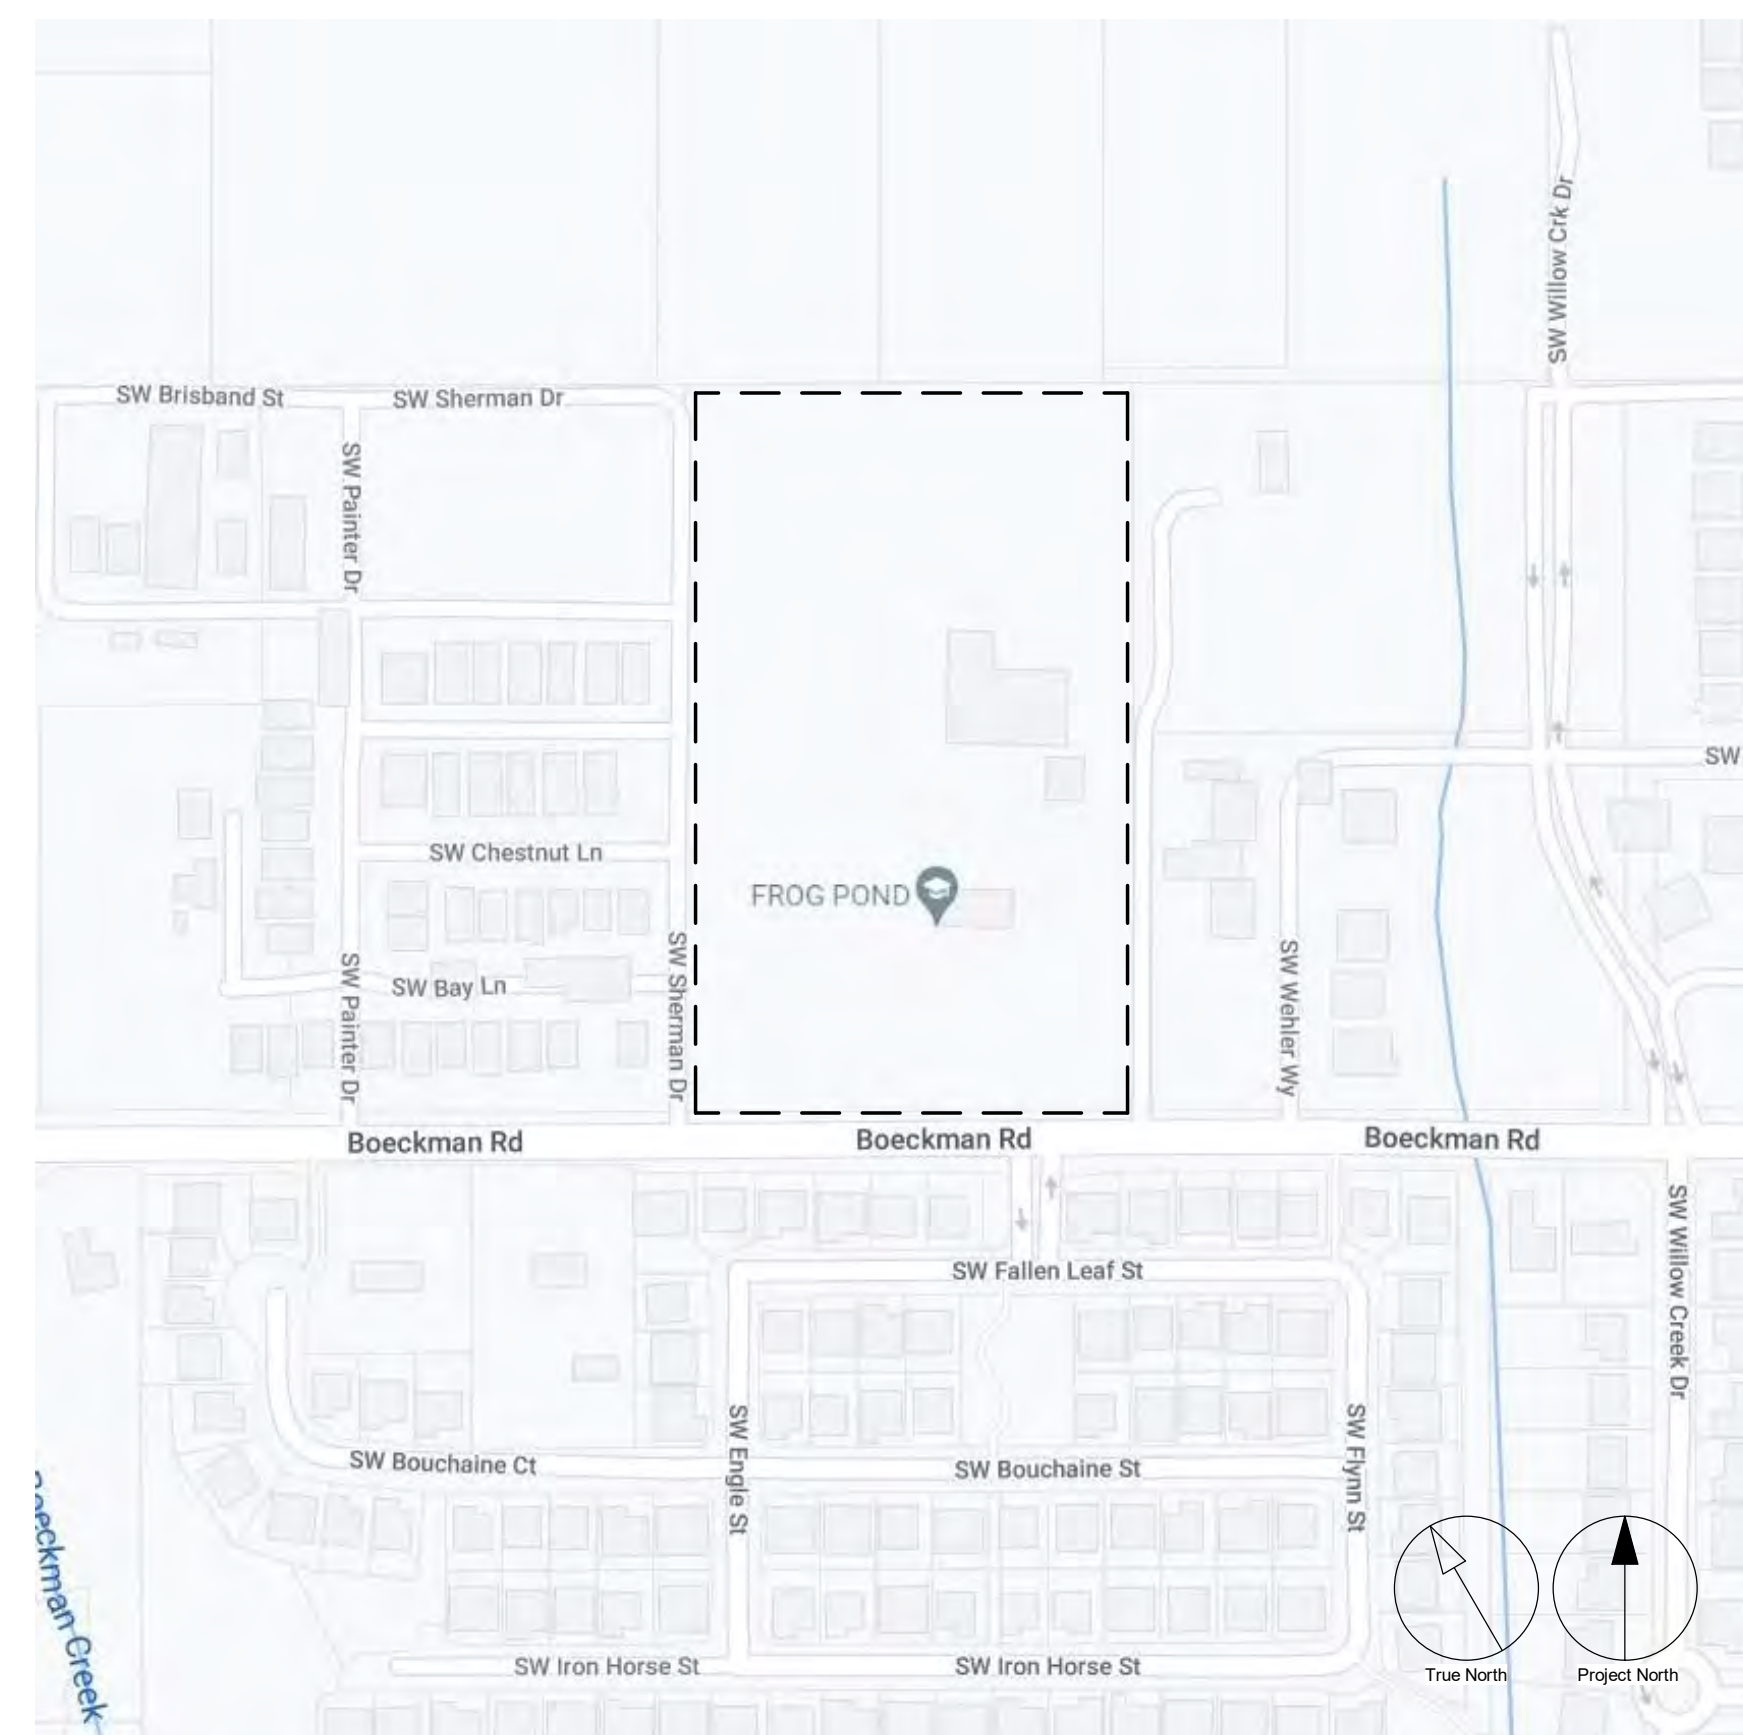 SW Willow Crk Dr
SW Brisband St
SW Sherman Dr
SW Painter Dr
SW
SW Chestnut Ln
FROG POND
SW Bay Ln
SW Painter Dr
SW Sherman Dr
SW Wehler Wy
Boeckman Rd
Boeckman Rd
Boeckman Rd
SW Fallen Leaf St
SW Willow Creek Dr
SW Engle St
SW Flynn St
SW Bouchaine Ct
SW Bouchaine St
Boeckman Creek
SW Iron Horse St
SW Iron Horse St
True North
Project North